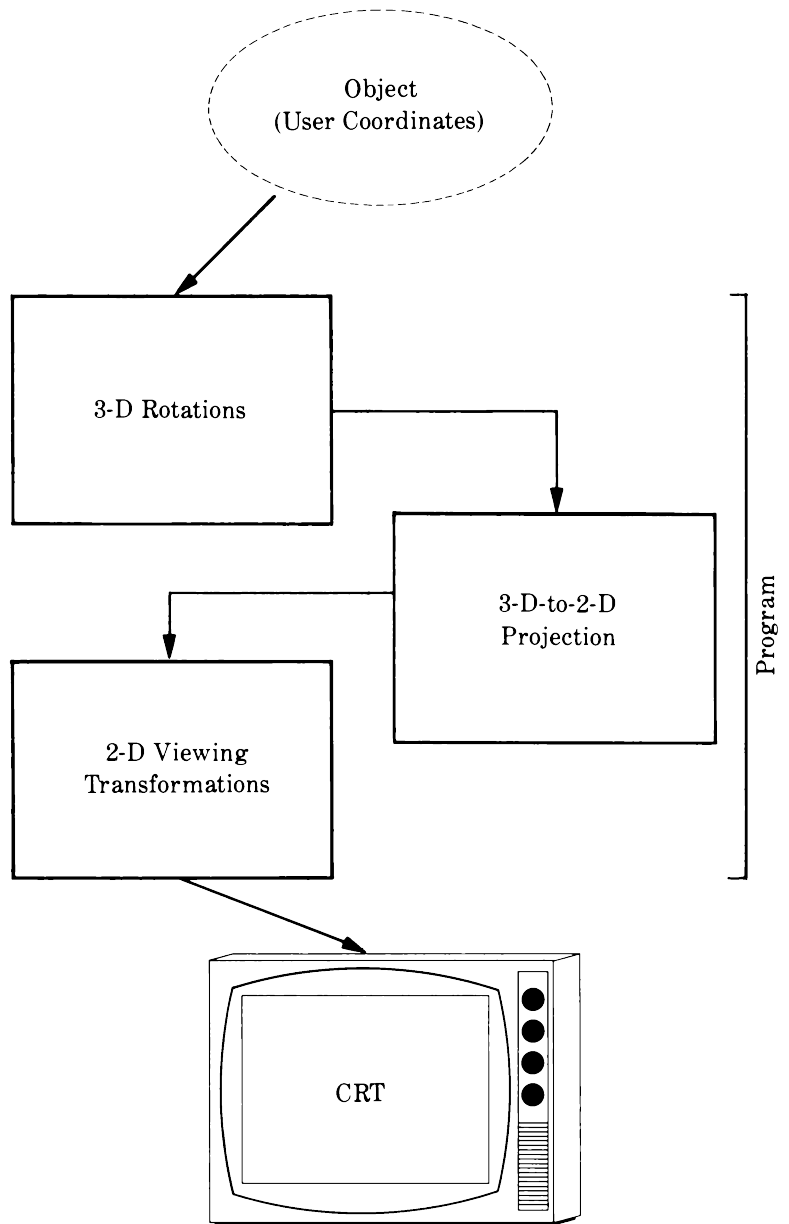 Object
(User Coordinates)
3-D Rotations
3-D-to-2-D
Projection
Program
2-D Viewing
Transformations
CRT